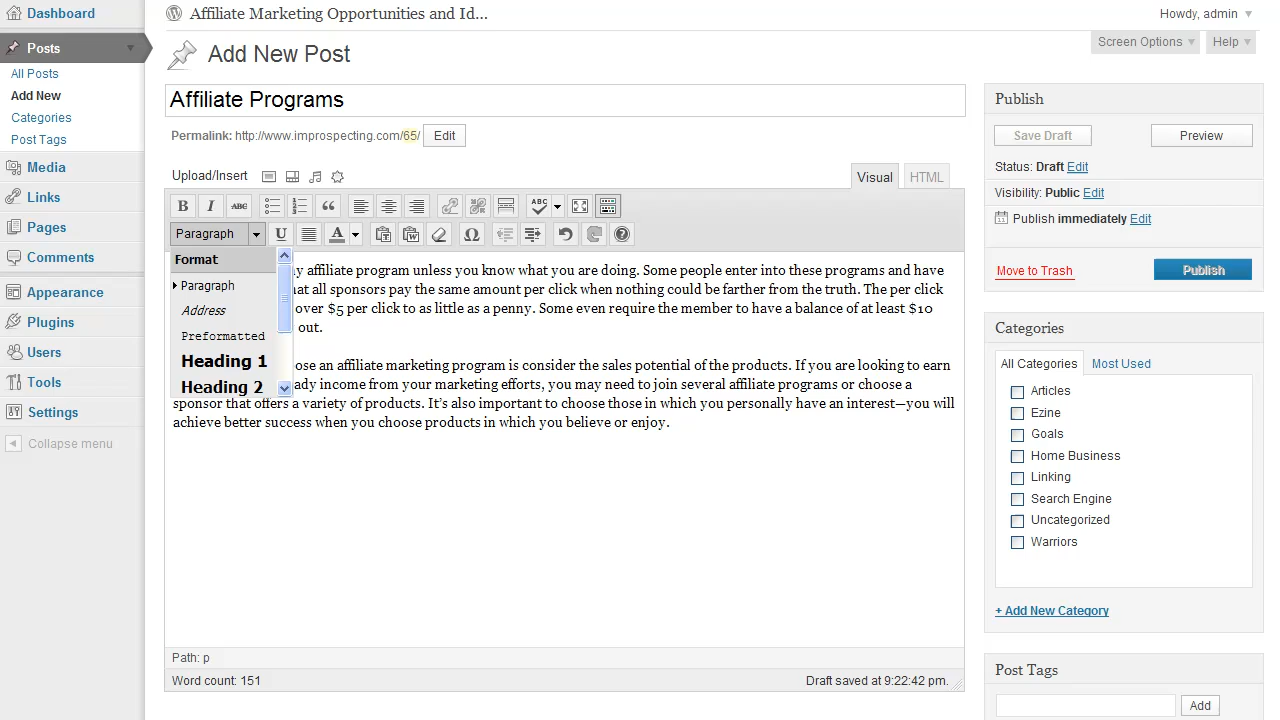 Dashboard
Affiliate Marketing Opportunities and Id...
Howdy, admin
Posts
Add New Post
Screen Options
Help
All Posts
Add New
Categories
Post Tags
Media
Links
Pages
Comments
Appearance
Plugins
Users
Tools
Settings
Collapse menu
Affiliate Programs
Permalink: http://www.improspecting.com/65/ Edit
Upload/Insert
Visual
HTML
B I ABC ABC
Paragraph U A Ω
Format
Paragraph
Address
Preformatted
Heading 1
Heading 2
y affiliate program unless you know what you are doing. Some people enter into these programs and have
at all sponsors pay the same amount per click when nothing could be farther from the truth. The per click
over $5 per click to as little as a penny. Some even require the member to have a balance of at least $10
out.
ose an affiliate marketing program is consider the sales potential of the products. If you are looking to earn
ady income from your marketing efforts, you may need to join several affiliate programs or choose a
sponsor that offers a variety of products. It’s also important to choose those in which you personally have an interest—you will
achieve better success when you choose products in which you believe or enjoy.
Path: p
Word count: 151
Draft saved at 9:22:42 pm.
Publish
Save Draft
Preview
Status: Draft Edit
Visibility: Public Edit
Publish immediately Edit
Move to Trash
Publish
Categories
All Categories
Most Used
Articles
Ezine
Goals
Home Business
Linking
Search Engine
Uncategorized
Warriors
+ Add New Category
Post Tags
Add